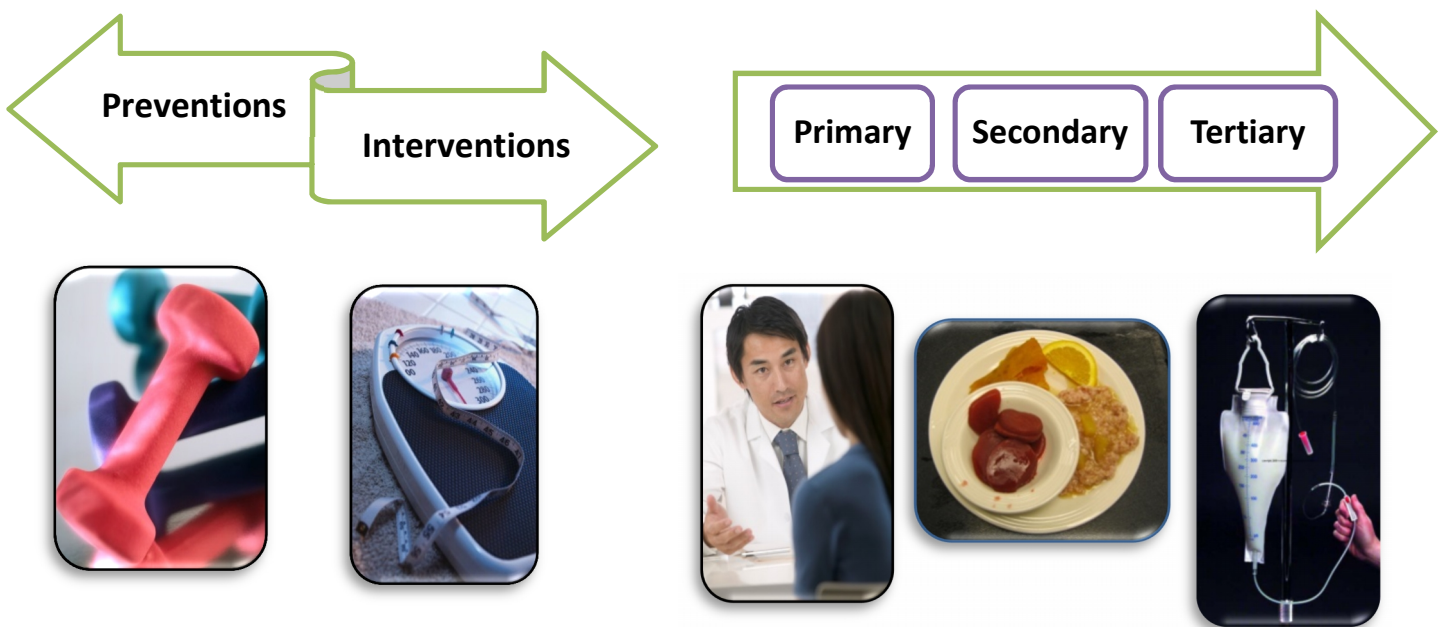 Preventions
Interventions
Primary
Secondary
Tertiary